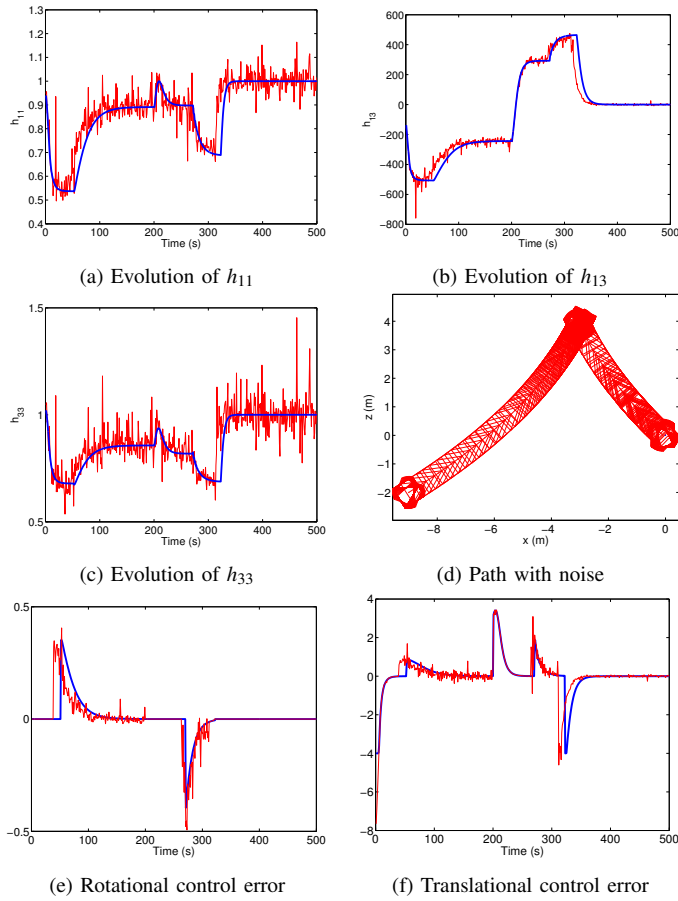 1.3
1.2
1.1
1
0.9
0.8
0.7
0.6
0.5
0.4
h11
0 100 200 300 400 500
Time (s)
(a) Evolution of h11
600
400
200
0
−200
−400
−600
−800
h13
0 100 200 300 400 500
Time (s)
(b) Evolution of h13
1.5
1
0.5
h33
0 100 200 300 400 500
Time (s)
(c) Evolution of h33
4
3
2
1
0
−1
−2
z (m)
−8 −6 −4 −2 0
x (m)
(d) Path with noise
0.5
0
−0.5
0 100 200 300 400 500
Time (s)
(e) Rotational control error
4
2
0
−2
−4
−6
−8
0 100 200 300 400 500
Time (s)
(f) Translational control error